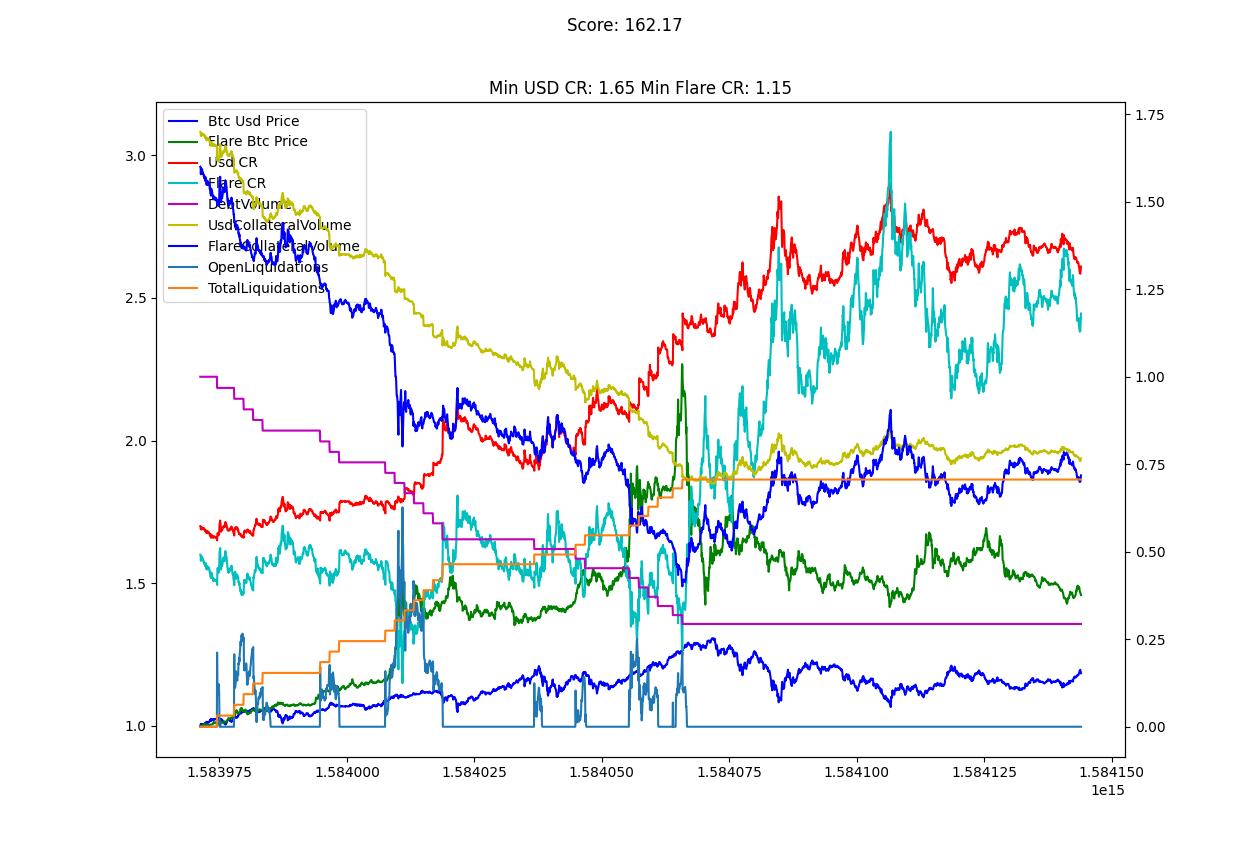 Score: 162.17
Min USD CR: 1.65 Min Flare CR: 1.15
Btc Usd Price
Flare Btc Price
Usd CR
Flare CR
DebtVolume
UsdCollateralVolume
FlareCollateralVolume
OpenLiquidations
TotalLiquidations
3.0
2.5
2.0
1.5
1.0
1.75
1.50
1.25
1.00
0.75
0.50
0.25
0.00
1.583975 1.584000 1.584025 1.584050 1.584075 1.584100 1.584125 1.584150
1e15